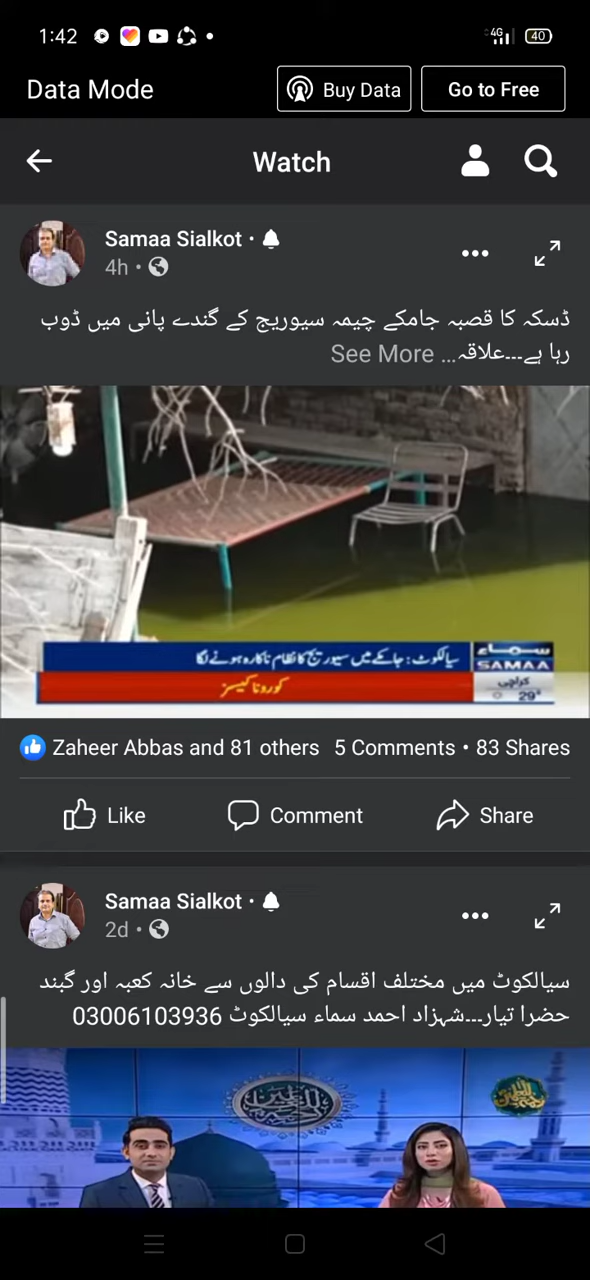 1:42
4G
40
Data Mode
Buy Data
Go to Free
Watch
Samaa Sialkot •
4h •
ڈسکہ کا قصبہ جامکے چیمہ سیوریج کے گندے پانی میں ڈوب
رہا ہے---علاقہ... See More
سیالکوٹ: جامکے میں سیوریج کا نظام ناکارہ ہونے لگا
کورونا کیسز
سماء
SAMAA
کراچی
29°
Zaheer Abbas and 81 others 5 Comments • 83 Shares
Like
Comment
Share
Samaa Sialkot •
2d •
سیالکوٹ میں مختلف اقسام کی دالوں سے خانہ کعبہ اور گبند
حضرا تیار---شہزاد احمد سماء سیالکوٹ 03006103936